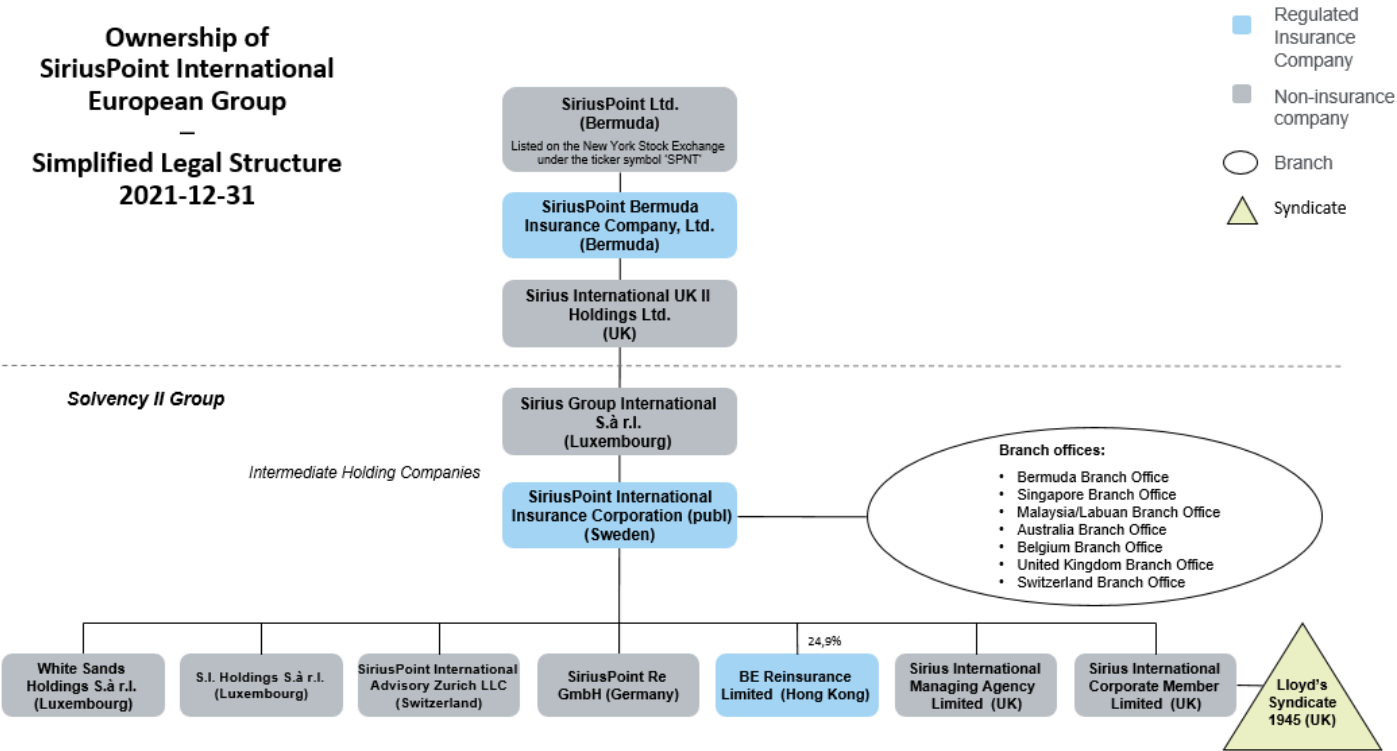 Ownership of
SiriusPoint International
European Group
–
Simplified Legal Structure
2021-12-31
Regulated
Insurance
Company
Non-insurance
company
Branch
Syndicate
SiriusPoint Ltd.
(Bermuda)
Listed on the New York Stock Exchange
under the ticker symbol 'SPNT'
SiriusPoint Bermuda
Insurance Company, Ltd.
(Bermuda)
Sirius International UK II
Holdings Ltd.
(UK)
Solvency II Group
Sirius Group International
S.à r.l.
(Luxembourg)
Intermediate Holding Companies
SiriusPoint International
Insurance Corporation (publ)
(Sweden)
Branch offices:
• Bermuda Branch Office
• Singapore Branch Office
• Malaysia/Labuan Branch Office
• Australia Branch Office
• Belgium Branch Office
• United Kingdom Branch Office
• Switzerland Branch Office
24,9%
White Sands
Holdings S.à r.l.
(Luxembourg)
S.I. Holdings S.à r.l.
(Luxembourg)
SiriusPoint International
Advisory Zurich LLC
(Switzerland)
SiriusPoint Re
GmbH (Germany)
BE Reinsurance
Limited (Hong Kong)
Sirius International
Managing Agency
Limited (UK)
Sirius International
Corporate Member
Limited (UK)
Lloyd's
Syndicate
1945 (UK)